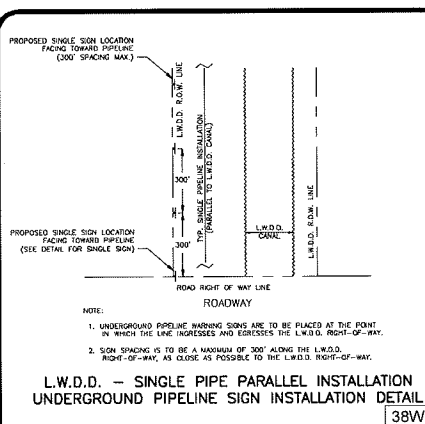 PROPOSED SINGLE SIGN LOCATION
FACING TOWARD PIPELINE
(300' SPACING MAX.)
L.W.D.D. R.O.W. LINE
TYP. SINGLE PIPELINE INSTALLATION
(PARALLEL TO L.W.D.D. CANAL)
300'
300'
L.W.D.D.
CANAL
L.W.D.D. R.O.W. LINE
PROPOSED SINGLE SIGN LOCATION
FACING TOWARD PIPELINE
(SEE DETAIL FOR SINGLE SIGN)
ROAD RIGHT OF WAY LINE
ROADWAY
NOTE:
1. UNDERGROUND PIPELINE WARNING SIGNS ARE TO BE PLACED AT THE POINT
IN WHICH THE LINE INGRESSES AND EGRESSES THE L.W.D.D. RIGHT-OF-WAY.
2. SIGN SPACING IS TO BE A MAXIMUM OF 300' ALONG THE L.W.D.D.
RIGHT-OF-WAY, AS CLOSE AS POSSIBLE TO THE L.W.D.D. RIGHT-OF-WAY.
L.W.D.D. – SINGLE PIPE PARALLEL INSTALLATION
UNDERGROUND PIPELINE SIGN INSTALLATION DETAIL
38W